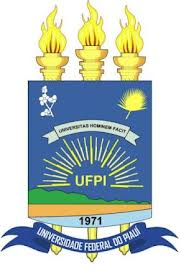 UNIVERSITAS HOMINEM FACIT
UFPI
1971
UNIVERSIDADE FEDERAL DO PIAUÍ